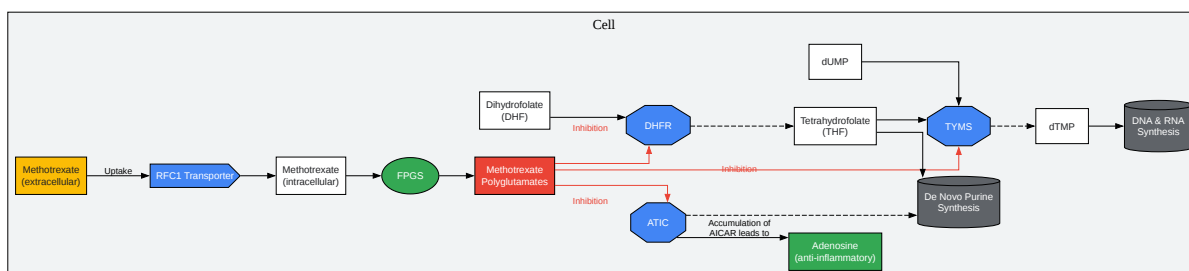 Cell
Methotrexate
(extracellular)
Uptake
RFC1 Transporter
Methotrexate
(intracellular)
FPGS
Methotrexate
Polyglutamates
Dihydrofolate
(DHF)
Inhibition
DHFR
Inhibition
Inhibition
ATIC
Accumulation of
AICAR leads to
Adenosine
(anti-inflammatory)
dUMP
Tetrahydrofolate
(THF)
TYMS
De Novo Purine
Synthesis
dTMP
DNA & RNA
Synthesis